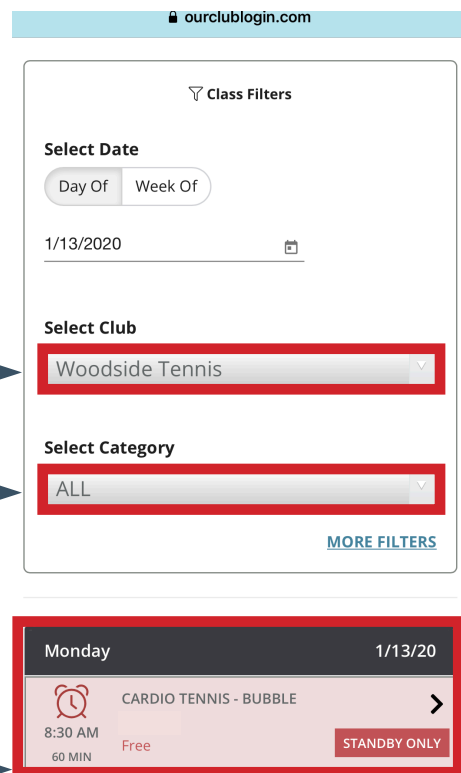 ourclublogin.com
Class Filters
Select Date
Day Of Week Of
1/13/2020
Select Club
Woodside Tennis
Select Category
ALL
MORE FILTERS
Monday 1/13/20
CARDIO TENNIS - BUBBLE
8:30 AM
Free STANDBY ONLY
60 MIN